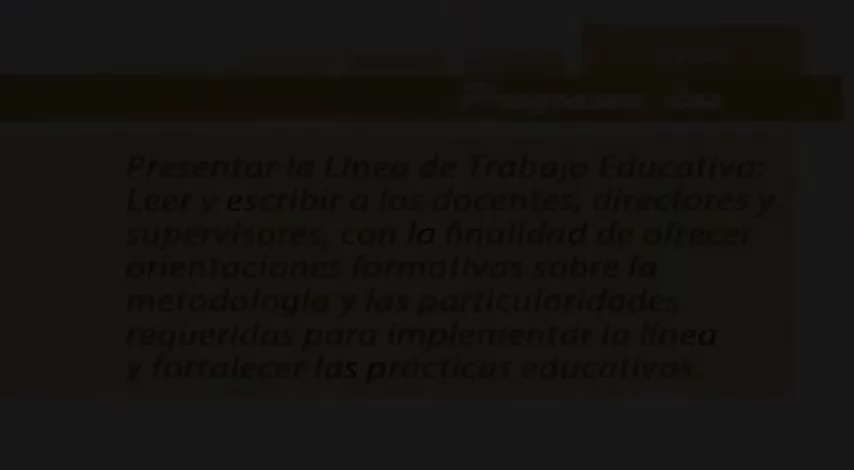 Presentar la Línea de Trabajo Educativa:
Leer y escribir a los docentes, directores y
supervisores, con la finalidad de ofrecer
orientaciones formativas sobre la
metodología y las particularidades
requeridas para implementar la línea
y fortalecer las prácticas educativas.